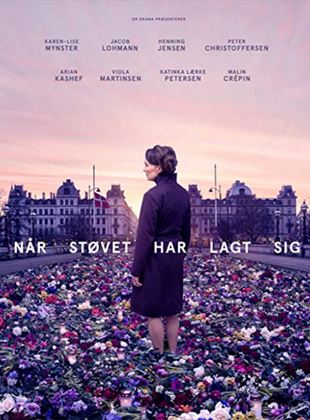 DR DRAMA PRÆSENTERER
KAREN-LISE MYNSTER
JACOB LOHMANN
HENNING JENSEN
PETER CHRISTOFFERSEN
ARIAN KASHEF
VIOLA MARTINSEN
KATINKA LÆRKE PETERSEN
MALIN CRÉPIN
NÅR STØVET HAR LAGT SIG